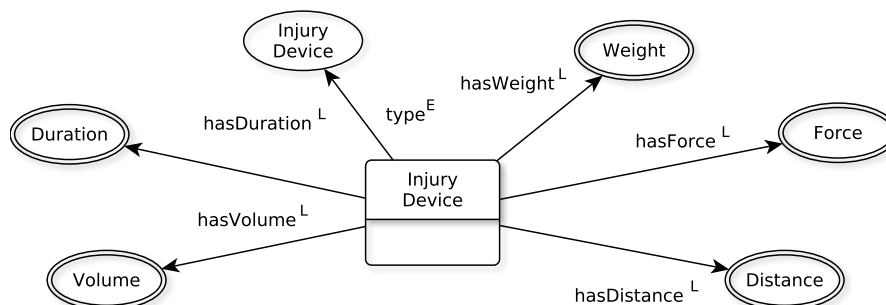 Injury
Device
Weight
hasWeight L
type E
hasDuration L
Duration
hasForce L
Force
Injury
Device
hasVolume L
Volume
Distance
hasDistance L